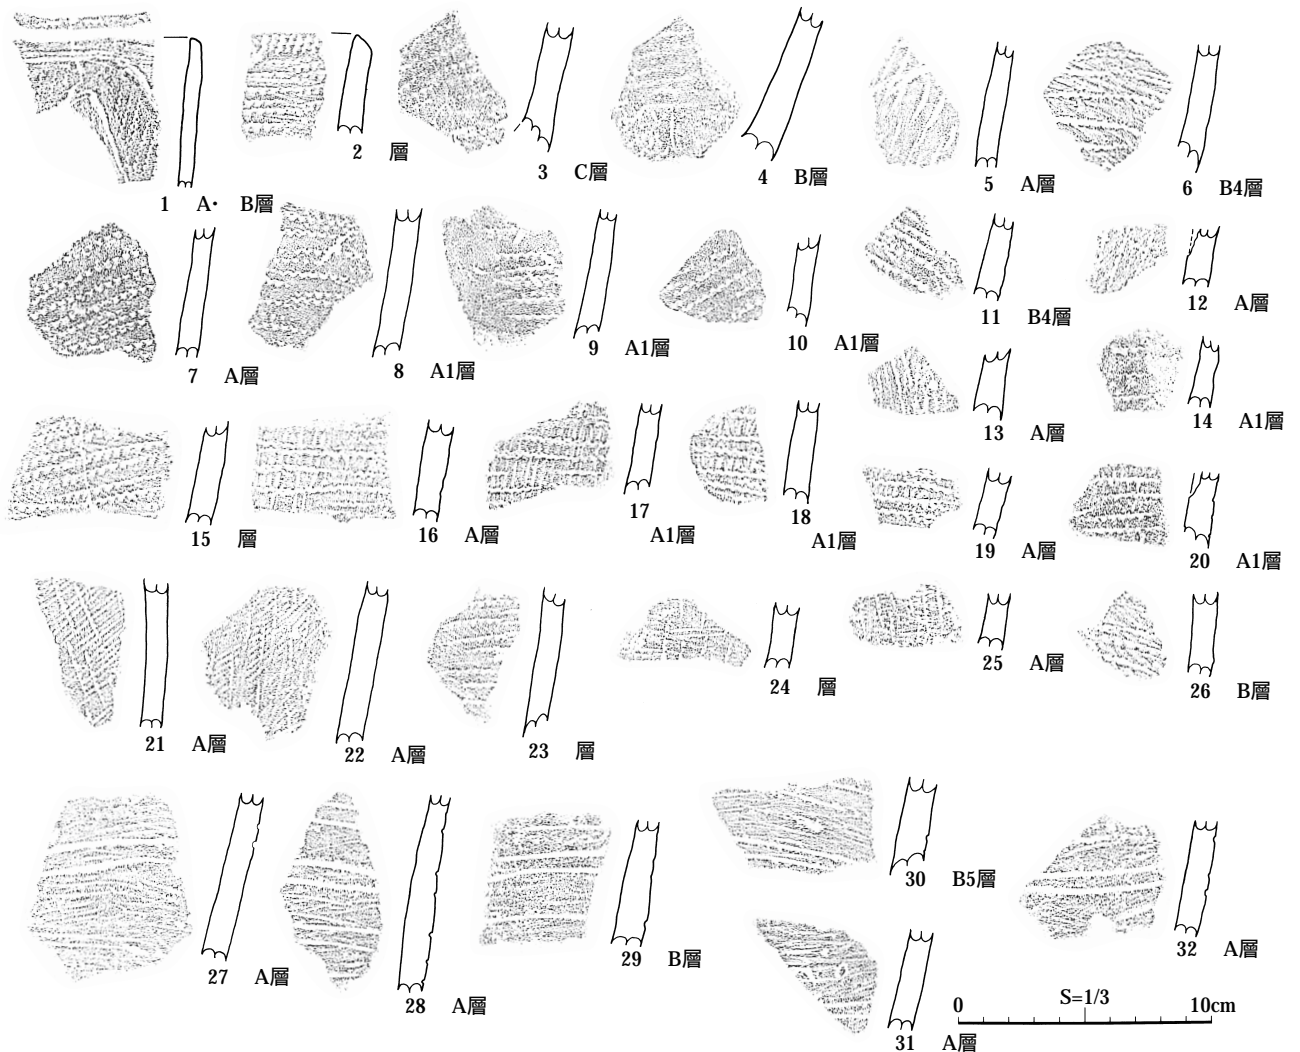 1 A· B層
2 層
3 C層
4 B層
5 A層
6 B4層
7 A層
8 A1層
9 A1層
10 A1層
11 B4層
12 A層
13 A層
14 A1層
15 層
16 A層
17 A1層
18 A1層
19 A層
20 A1層
21 A層
22 A層
23 層
24 層
25 A層
26 B層
27 A層
28 A層
29 B層
30 B5層
31 A層
32 A層
0 S=1/3 10cm